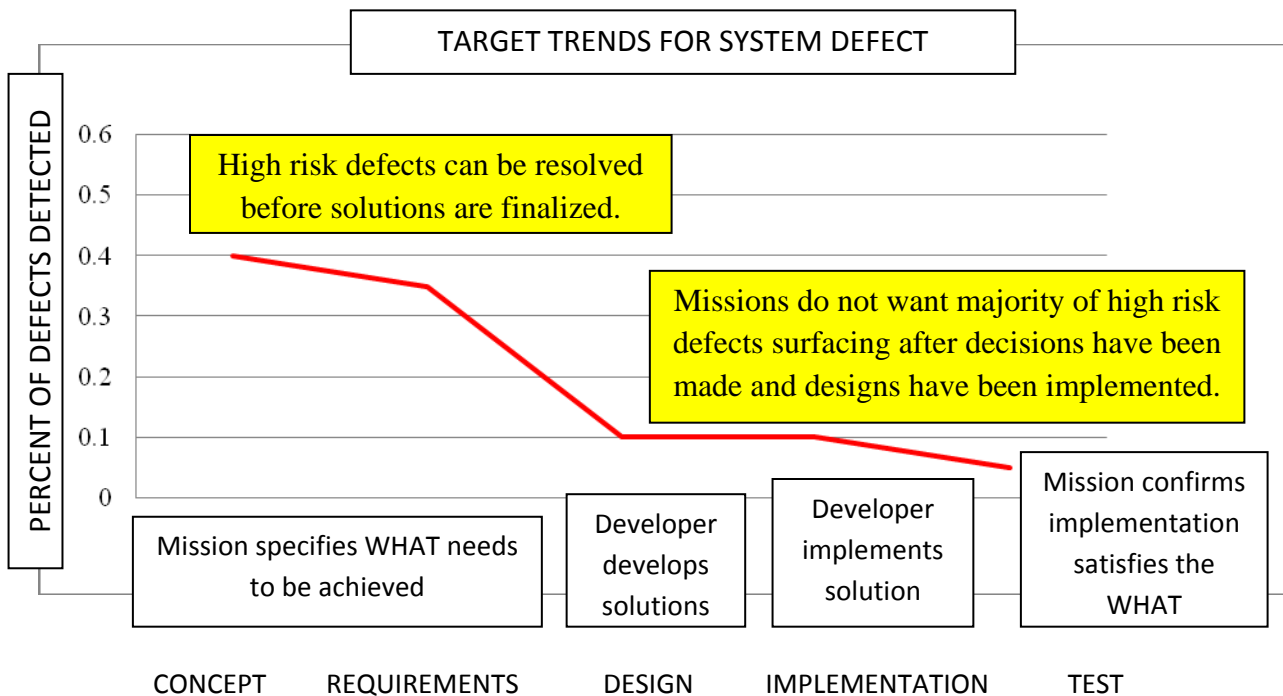 TARGET TRENDS FOR SYSTEM DEFECT
PERCENT OF DEFECTS DETECTED
0.6
0.5
0.4
0.3
0.2
0.1
0
High risk defects can be resolved
before solutions are finalized.
Missions do not want majority of high risk
defects surfacing after decisions have been
made and designs have been implemented.
Mission specifies WHAT needs
to be achieved
Developer
develops
solutions
Developer
implements
solution
Mission confirms
implementation
satisfies the
WHAT
CONCEPT REQUIREMENTS DESIGN IMPLEMENTATION TEST